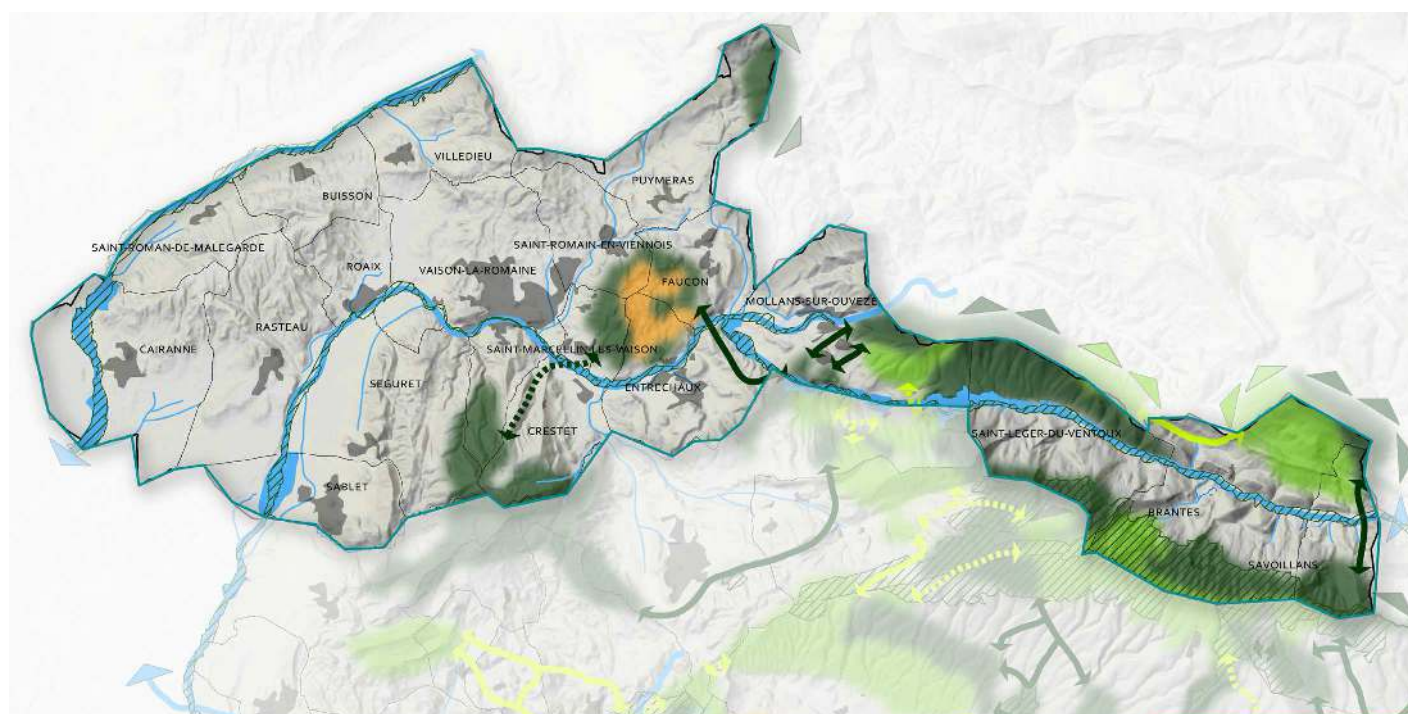 VILLEDIEU
PUYMERAS
BUISSON
SAINT-ROMAN-DE-MALEGARDE
SAINT-ROMAIN-EN-VIENNOIS
ROAIX
VAISON-LA-ROMAINE
FAUCON
MOLLANS-SUR-OUVEZE
RASTEAU
CAIRANNE
SAINT-MARCELLIN-LES-VAISON
SEGURET
ENTRECHAUX
CRESTET
SAINT-LEGER-DU-VENTOUX
SABLET
BRANTES
SAVOILLANS